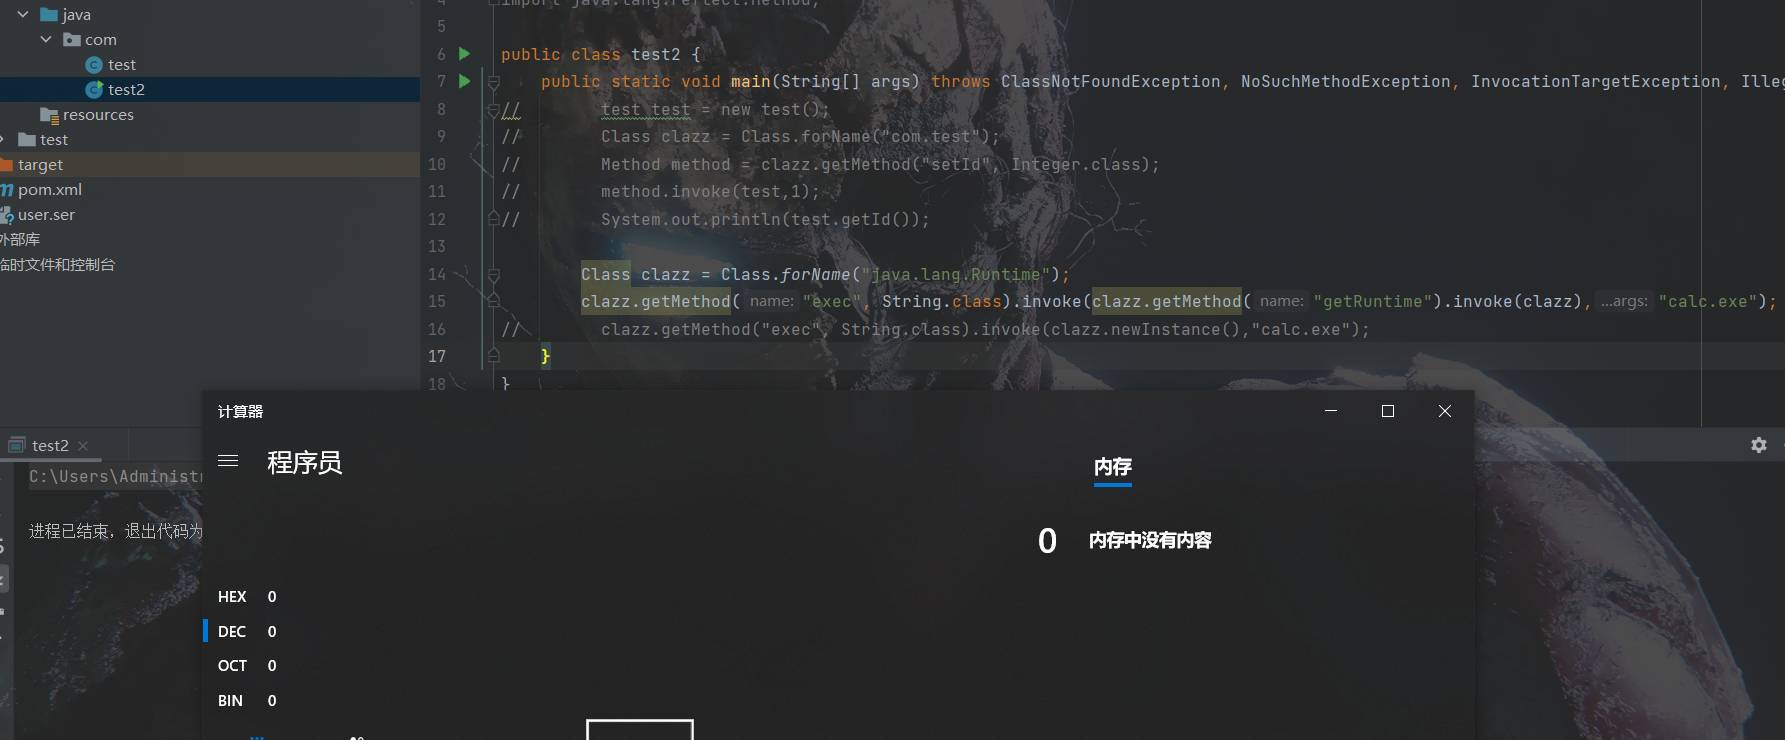 java
com
test
test2
resources
test
target
pom.xml
user.ser
外部库
临时文件和控制台
4 import java.lang.reflect.Method;
5
6 public class test2 {
7 public static void main(String[] args) throws ClassNotFoundException, NoSuchMethodException, InvocationTargetException, Illeg
8 // test test = new test();
9 // Class clazz = Class.forName("com.test");
10 // Method method = clazz.getMethod("setId", Integer.class);
11 // method.invoke(test,1);
12 // System.out.println(test.getId());
13
14 Class clazz = Class.forName("java.lang.Runtime");
15 clazz.getMethod( name: "exec", String.class).invoke(clazz.getMethod( name: "getRuntime").invoke(clazz), ...args: "calc.exe");
16 // clazz.getMethod("exec", String.class).invoke(clazz.newInstance(),"calc.exe");
17 }
18 }
test2
C:\Users\Administr
进程已结束，退出代码为
计算器
程序员
内存
0
内存中没有内容
HEX 0
DEC 0
OCT 0
BIN 0